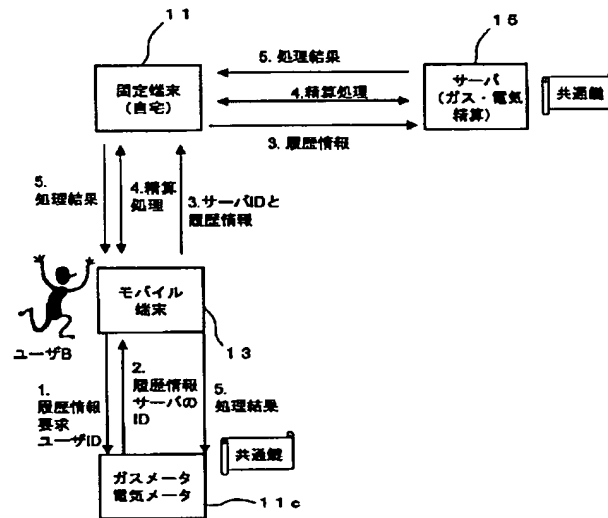 11
15
固定端末
(自宅)
5. 処理結果
4.精算処理
3. 履歴情報
サーバ
(ガス・電気
精算)
共通鍵
5.
処理結果
4.精算
処理
3.サーバIDと
履歴情報
モバイル
端末
13
ユーザB
1.
履歴情報
要求
ユーザID
2.
履歴情報
サーバの
ID
5.
処理結果
共通鍵
ガスメータ
電気メータ
11c